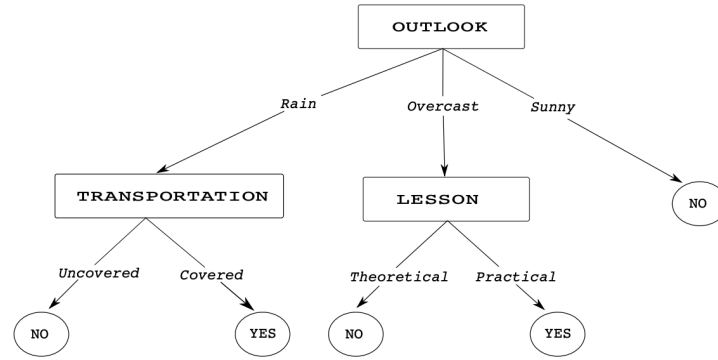 OUTLOOK
Rain
Overcast
Sunny
TRANSPORTATION
LESSON
NO
Uncovered
Covered
Theoretical
Practical
NO
YES
NO
YES